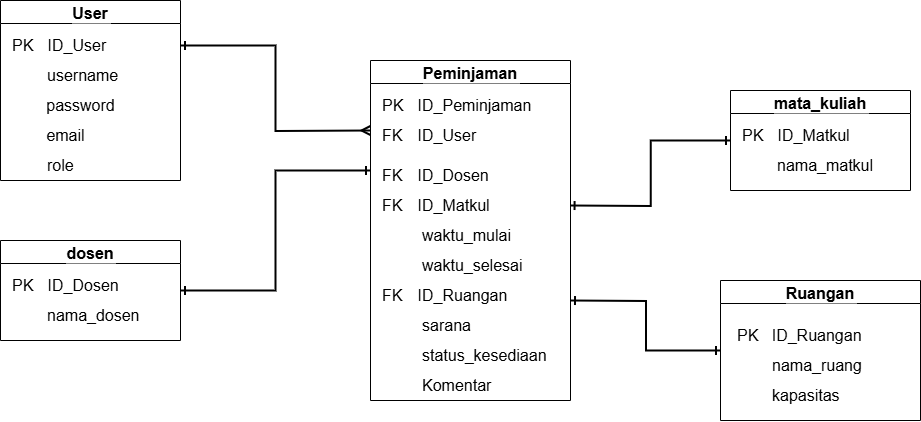 User
PK ID_User
username
password
email
role
dosen
PK ID_Dosen
nama_dosen
Peminjaman
PK ID_Peminjaman
FK ID_User
FK ID_Dosen
FK ID_Matkul
waktu_mulai
waktu_selesai
FK ID_Ruangan
sarana
status_kesediaan
Komentar
mata_kuliah
PK ID_Matkul
nama_matkul
Ruangan
PK ID_Ruangan
nama_ruang
kapasitas